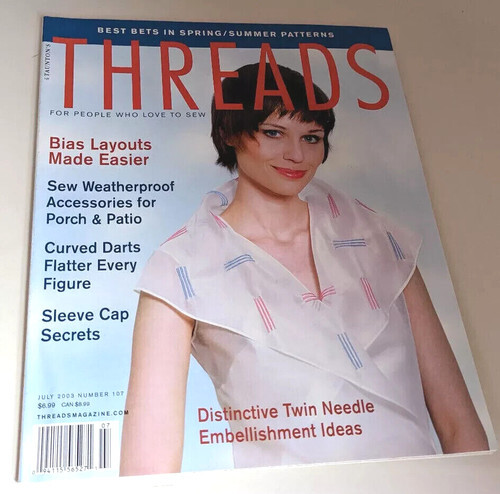 BEST BETS IN SPRING/SUMMER PATTERNS
TAUNTON'S
THREADS
FOR PEOPLE WHO LOVE TO SEW
Bias Layouts
Made Easier
Sew Weatherproof
Accessories for
Porch & Patio
Curved Darts
Flatter Every
Figure
Sleeve Cap
Secrets
JULY 2003 NUMBER 107
$6.99 CAN $8.99
THREADSMAGAZINE.COM
07
Distinctive Twin Needle
Embellishment Ideas